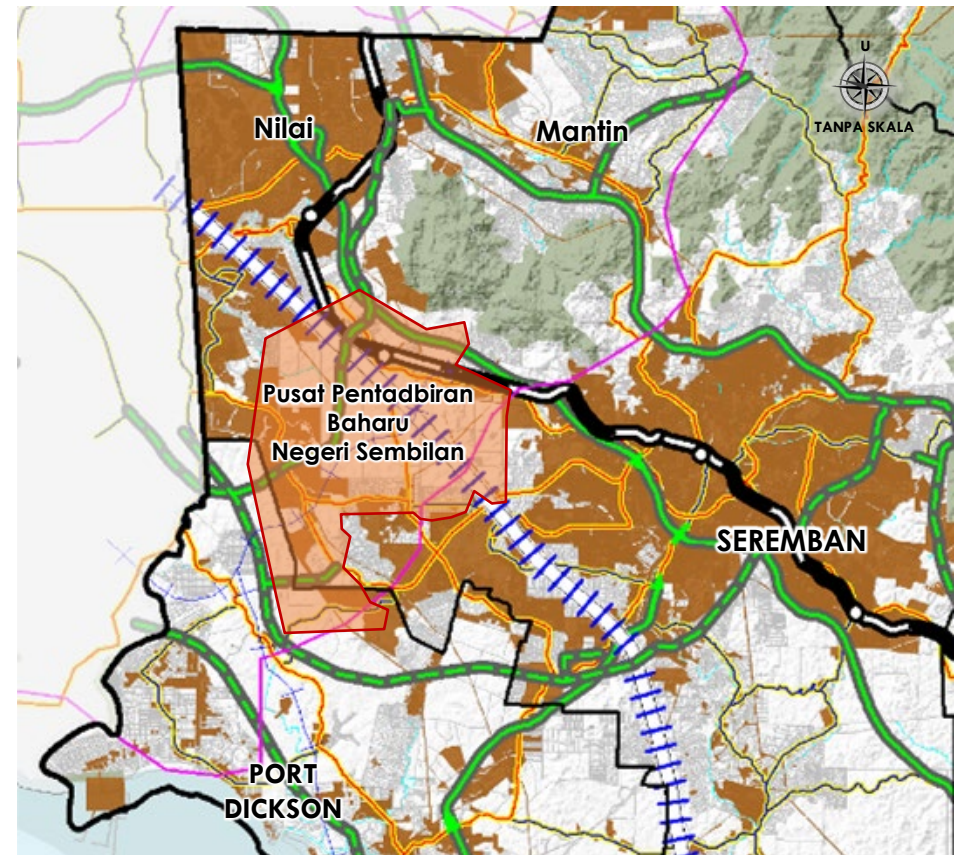 U
TANPA SKALA
Nilai
Mantin
Pusat Pentadbiran
Baharu
Negeri Sembilan
SEREMBAN
PORT
DICKSON